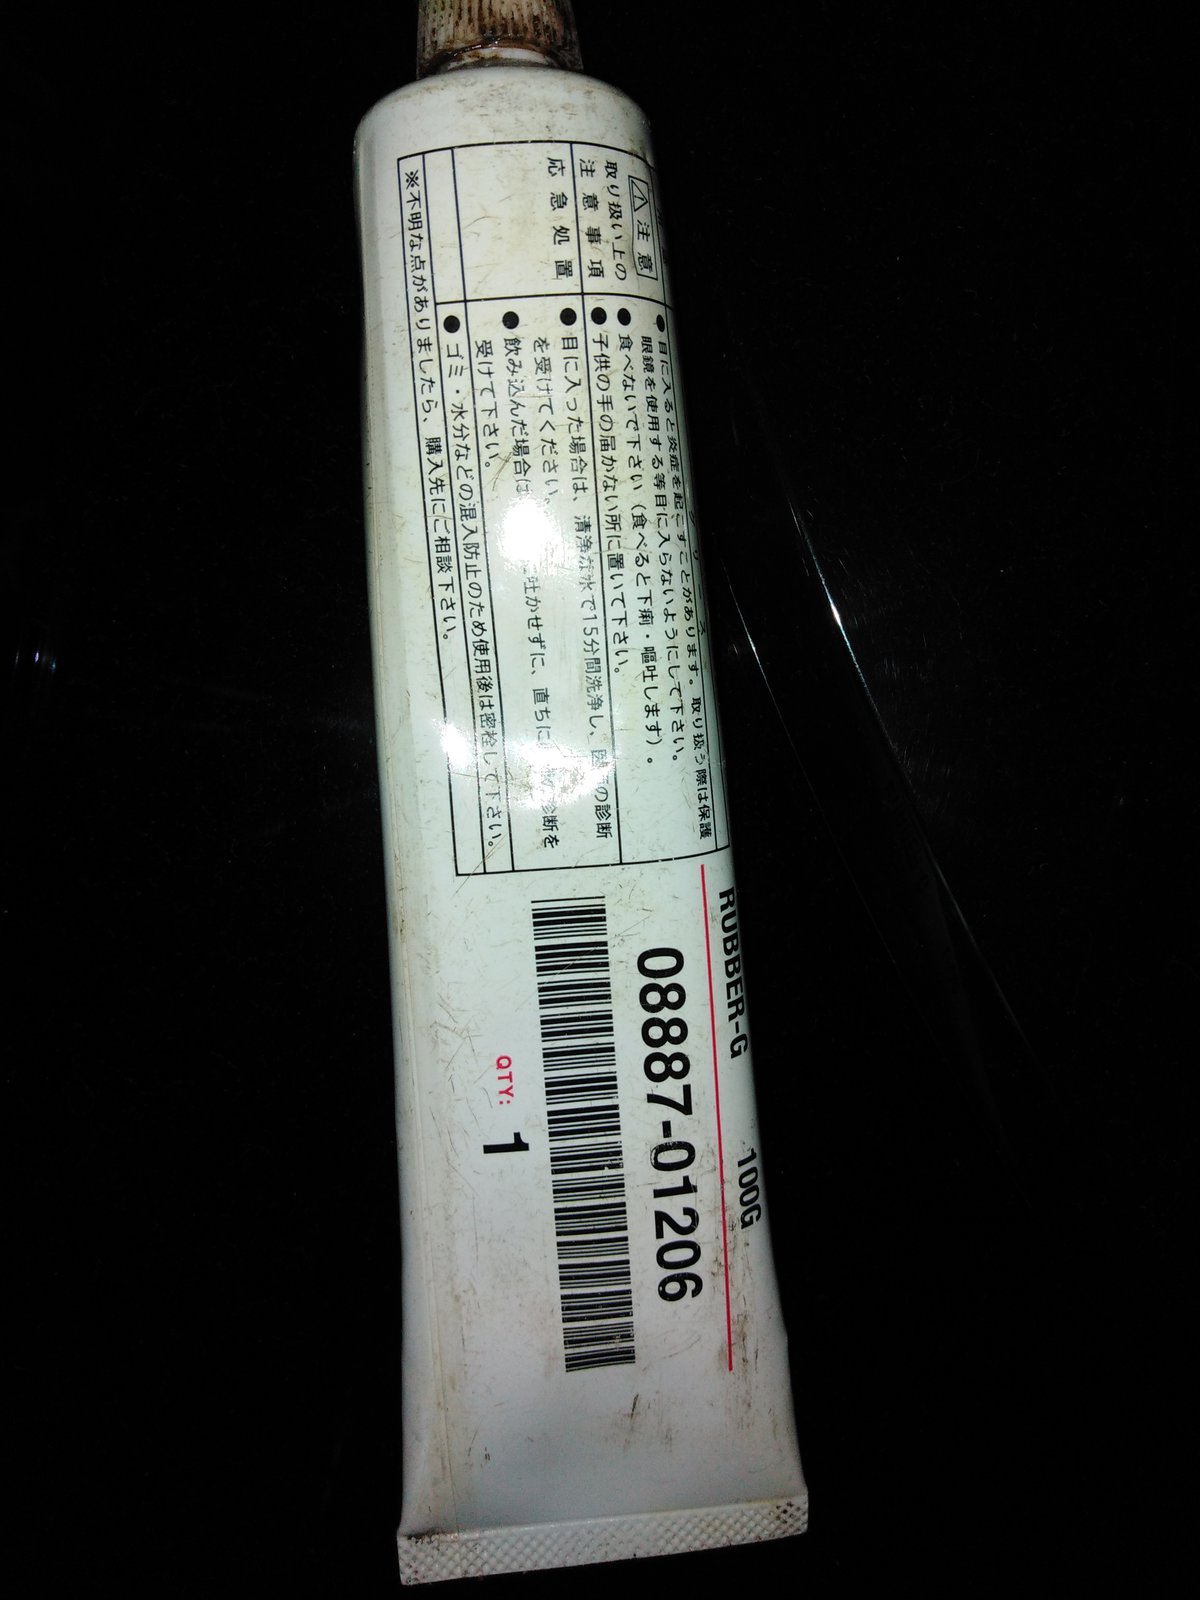 注意
取り扱い上の
注意事項
応急処置
● 目に入ると炎症を起こすことがあります。取り扱う際は保護
眼鏡を使用する等目に入らないようにして下さい。
● 食べないで下さい（食べると下痢・嘔吐します）。
● 子供の手の届かない所に置いて下さい。
● 目に入った場合は、清浄な水で15分間洗浄し、医師の診断
を受けてください。
● 飲み込んだ場合は 吐かせずに、直ちに 診断を
受けて下さい。
● ゴミ・水分などの混入防止のため使用後は密栓して下さい。
※不明な点がありましたら、購入先にご相談下さい。
RUBBER-G 100G
08887-01206
QTY: 1